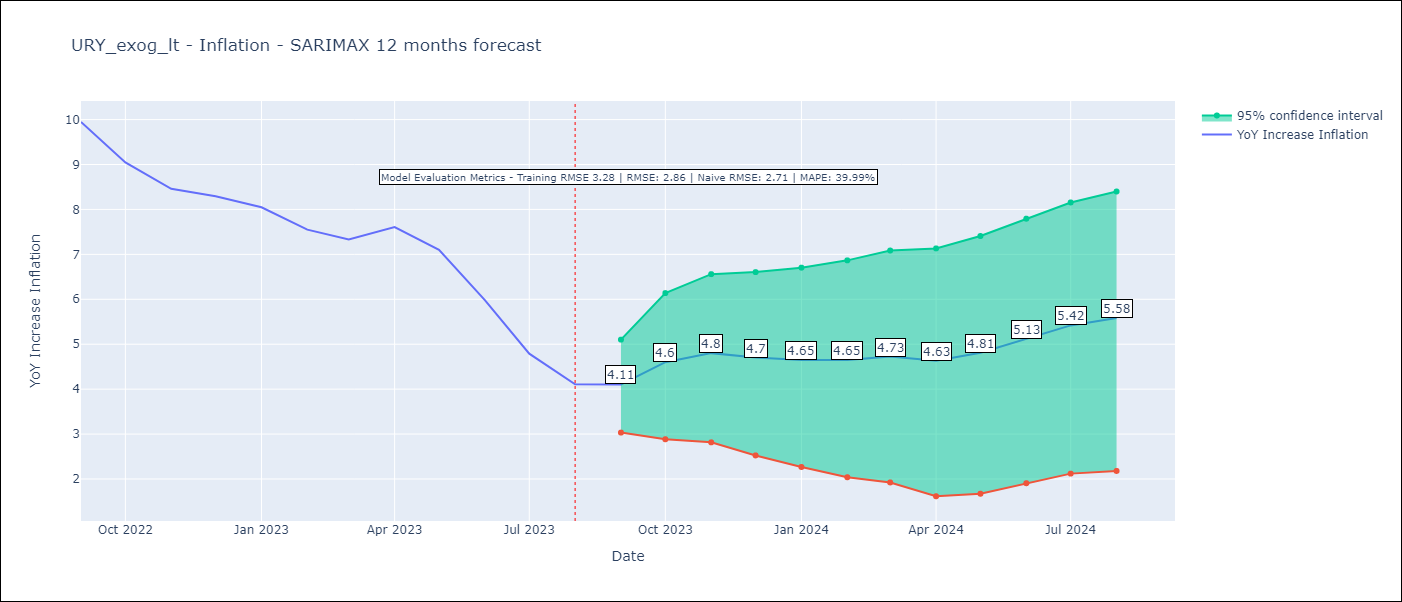 URY_exog_lt - Inflation - SARIMAX 12 months forecast
95% confidence interval
YoY Increase Inflation
Model Evaluation Metrics - Training RMSE 3.28 | RMSE: 2.86 | Naive RMSE: 2.71 | MAPE: 39.99%
YoY Increase Inflation
10
9
8
7
6
5
4
3
2
4.11
4.6
4.8
4.7
4.65
4.65
4.73
4.63
4.81
5.13
5.42
5.58
Oct 2022
Jan 2023
Apr 2023
Jul 2023
Oct 2023
Jan 2024
Apr 2024
Jul 2024
Date